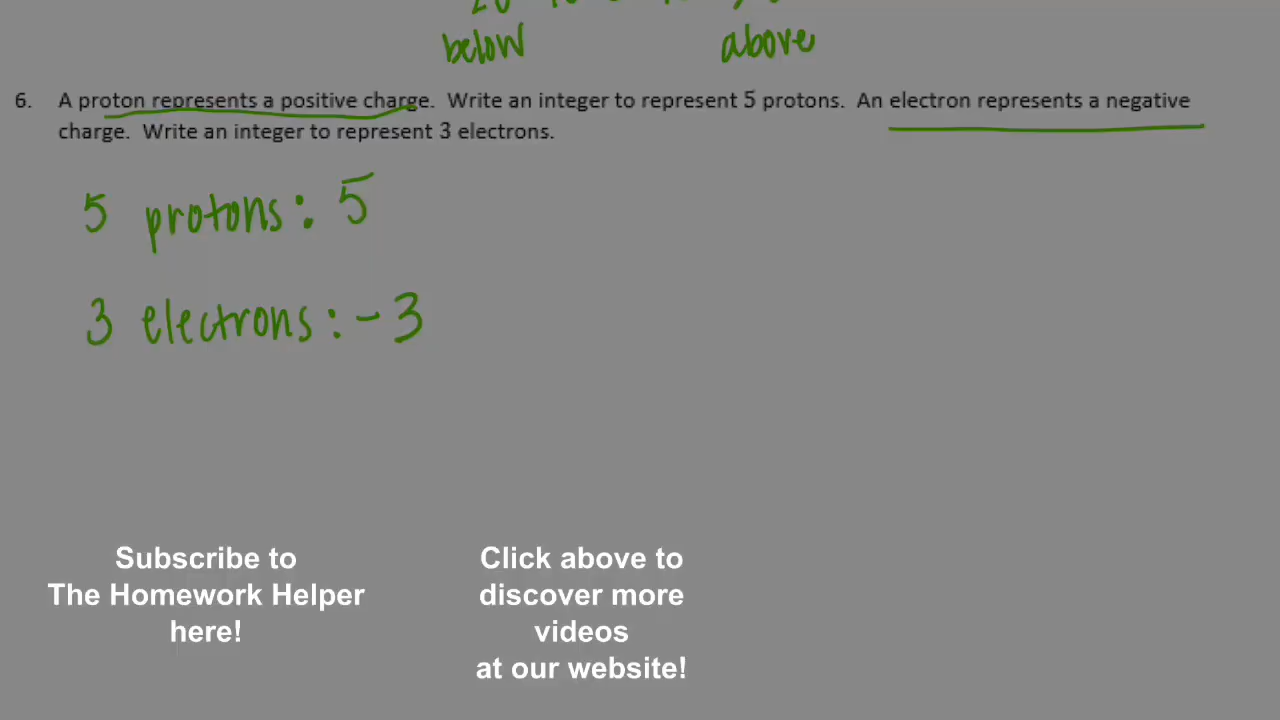 below above
6. A proton represents a positive charge. Write an integer to represent 5 protons. An electron represents a negative
charge. Write an integer to represent 3 electrons.
5 protons: 5
3 electrons: -3
Subscribe to
The Homework Helper
here!
Click above to
discover more
videos
at our website!